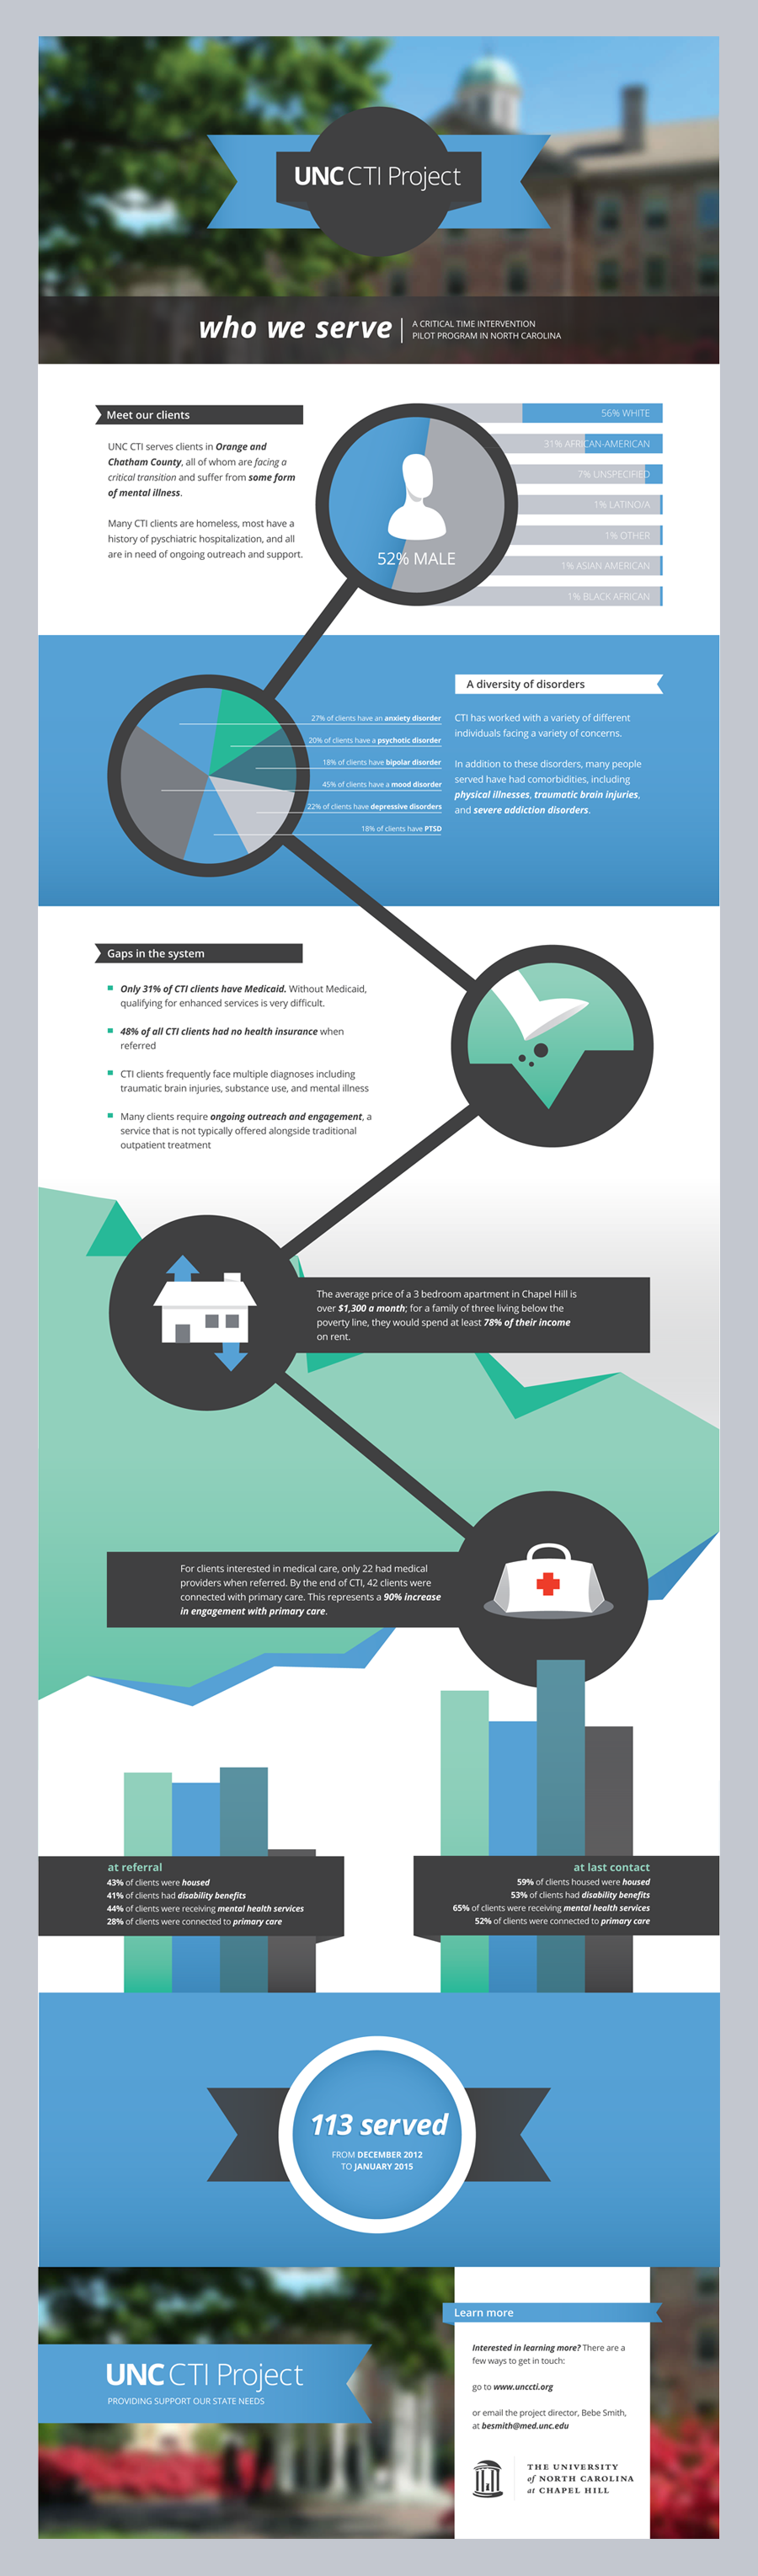 UNC CTI Project
who we serve
A CRITICAL TIME INTERVENTION
PILOT PROGRAM IN NORTH CAROLINA
Meet our clients
UNC CTI serves clients in Orange and
Chatham County, all of whom are facing a
critical transition and suffer from some form
of mental illness.
Many CTI clients are homeless, most have a
history of pyschiatric hospitalization, and all
are in need of ongoing outreach and support.
52% MALE
56% WHITE
31% AFRICAN-AMERICAN
7% UNSPECIFIED
1% LATINO/A
1% OTHER
1% ASIAN AMERICAN
1% BLACK AFRICAN
27% of clients have an anxiety disorder
20% of clients have a psychotic disorder
18% of clients have bipolar disorder
45% of clients have a mood disorder
22% of clients have depressive disorders
18% of clients have PTSD
A diversity of disorders
CTI has worked with a variety of different
individuals facing a variety of concerns.
In addition to these disorders, many people
served have had comorbidities, including
physical illnesses, traumatic brain injuries,
and severe addiction disorders.
Gaps in the system
Only 31% of CTI clients have Medicaid. Without Medicaid,
qualifying for enhanced services is very difficult.
48% of all CTI clients had no health insurance when
referred
CTI clients frequently face multiple diagnoses including
traumatic brain injuries, substance use, and mental illness
Many clients require ongoing outreach and engagement, a
service that is not typically offered alongside traditional
outpatient treatment
The average price of a 3 bedroom apartment in Chapel Hill is
over $1,300 a month; for a family of three living below the
poverty line, they would spend at least 78% of their income
on rent.
For clients interested in medical care, only 22 had medical
providers when referred. By the end of CTI, 42 clients were
connected with primary care. This represents a 90% increase
in engagement with primary care.
at referral
43% of clients were housed
41% of clients had disability benefits
44% of clients were receiving mental health services
28% of clients were connected to primary care
at last contact
59% of clients housed were housed
53% of clients had disability benefits
65% of clients were receiving mental health services
52% of clients were connected to primary care
113 served
FROM DECEMBER 2012
TO JANUARY 2015
UNC CTI Project
PROVIDING SUPPORT OUR STATE NEEDS
Learn more
Interested in learning more? There are a
few ways to get in touch:
go to www.unccti.org
or email the project director, Bebe Smith,
at besmith@med.unc.edu
THE UNIVERSITY
of NORTH CAROLINA
at CHAPEL HILL